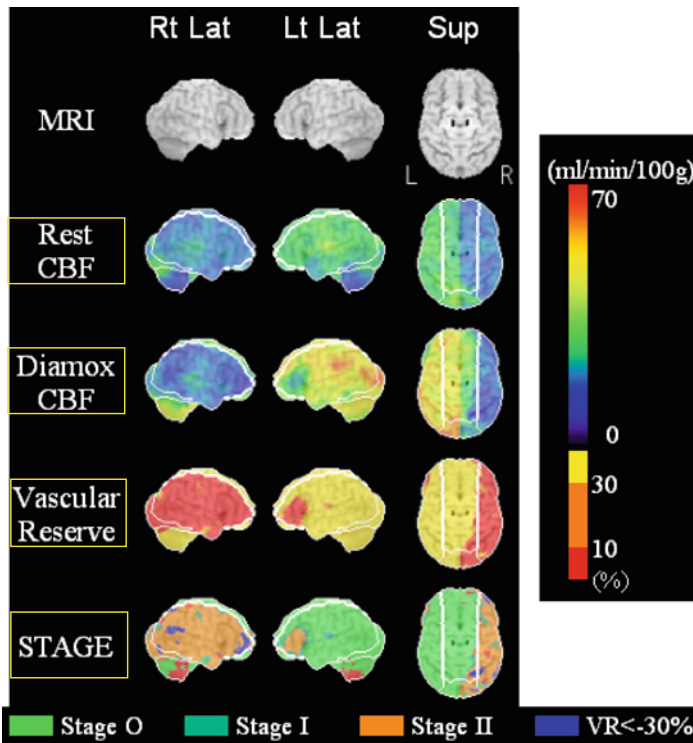 Rt Lat Lt Lat Sup
MRI
L R
(ml/min/100g)
70
Rest
CBF
Diamox
CBF
0
Vascular
Reserve
30
10
(%)
STAGE
Stage O Stage I Stage II VR<-30%